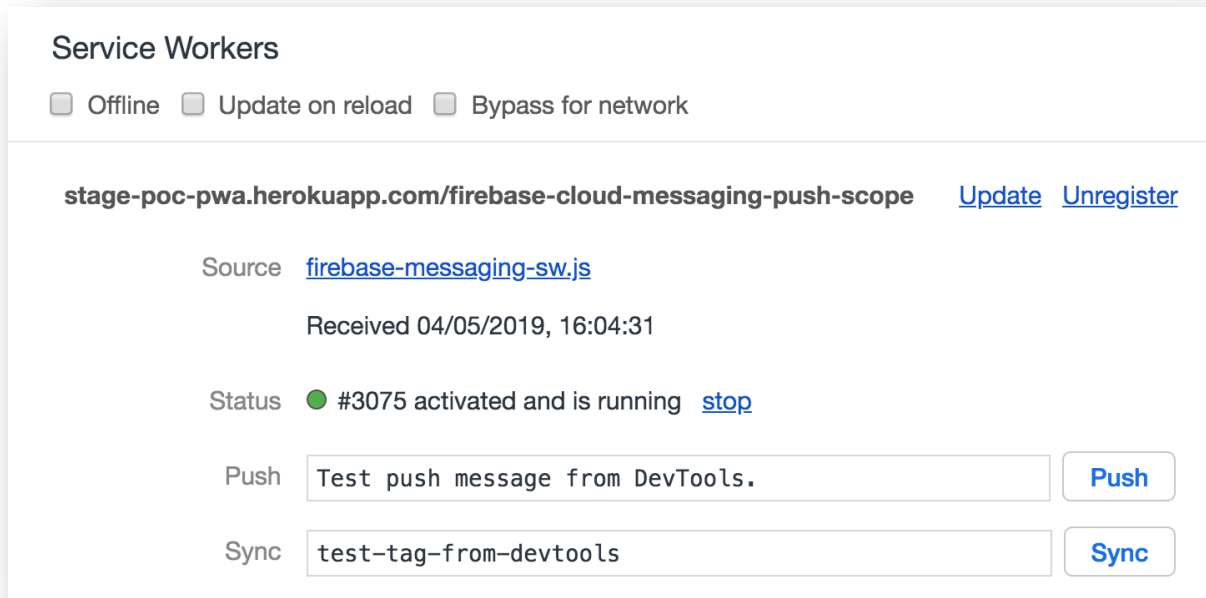 Service Workers
Offline Update on reload Bypass for network
stage-poc-pwa.herokuapp.com/firebase-cloud-messaging-push-scope Update Unregister
Source firebase-messaging-sw.js
Received 04/05/2019, 16:04:31
Status #3075 activated and is running stop
Push Test push message from DevTools. Push
Sync test-tag-from-devtools Sync